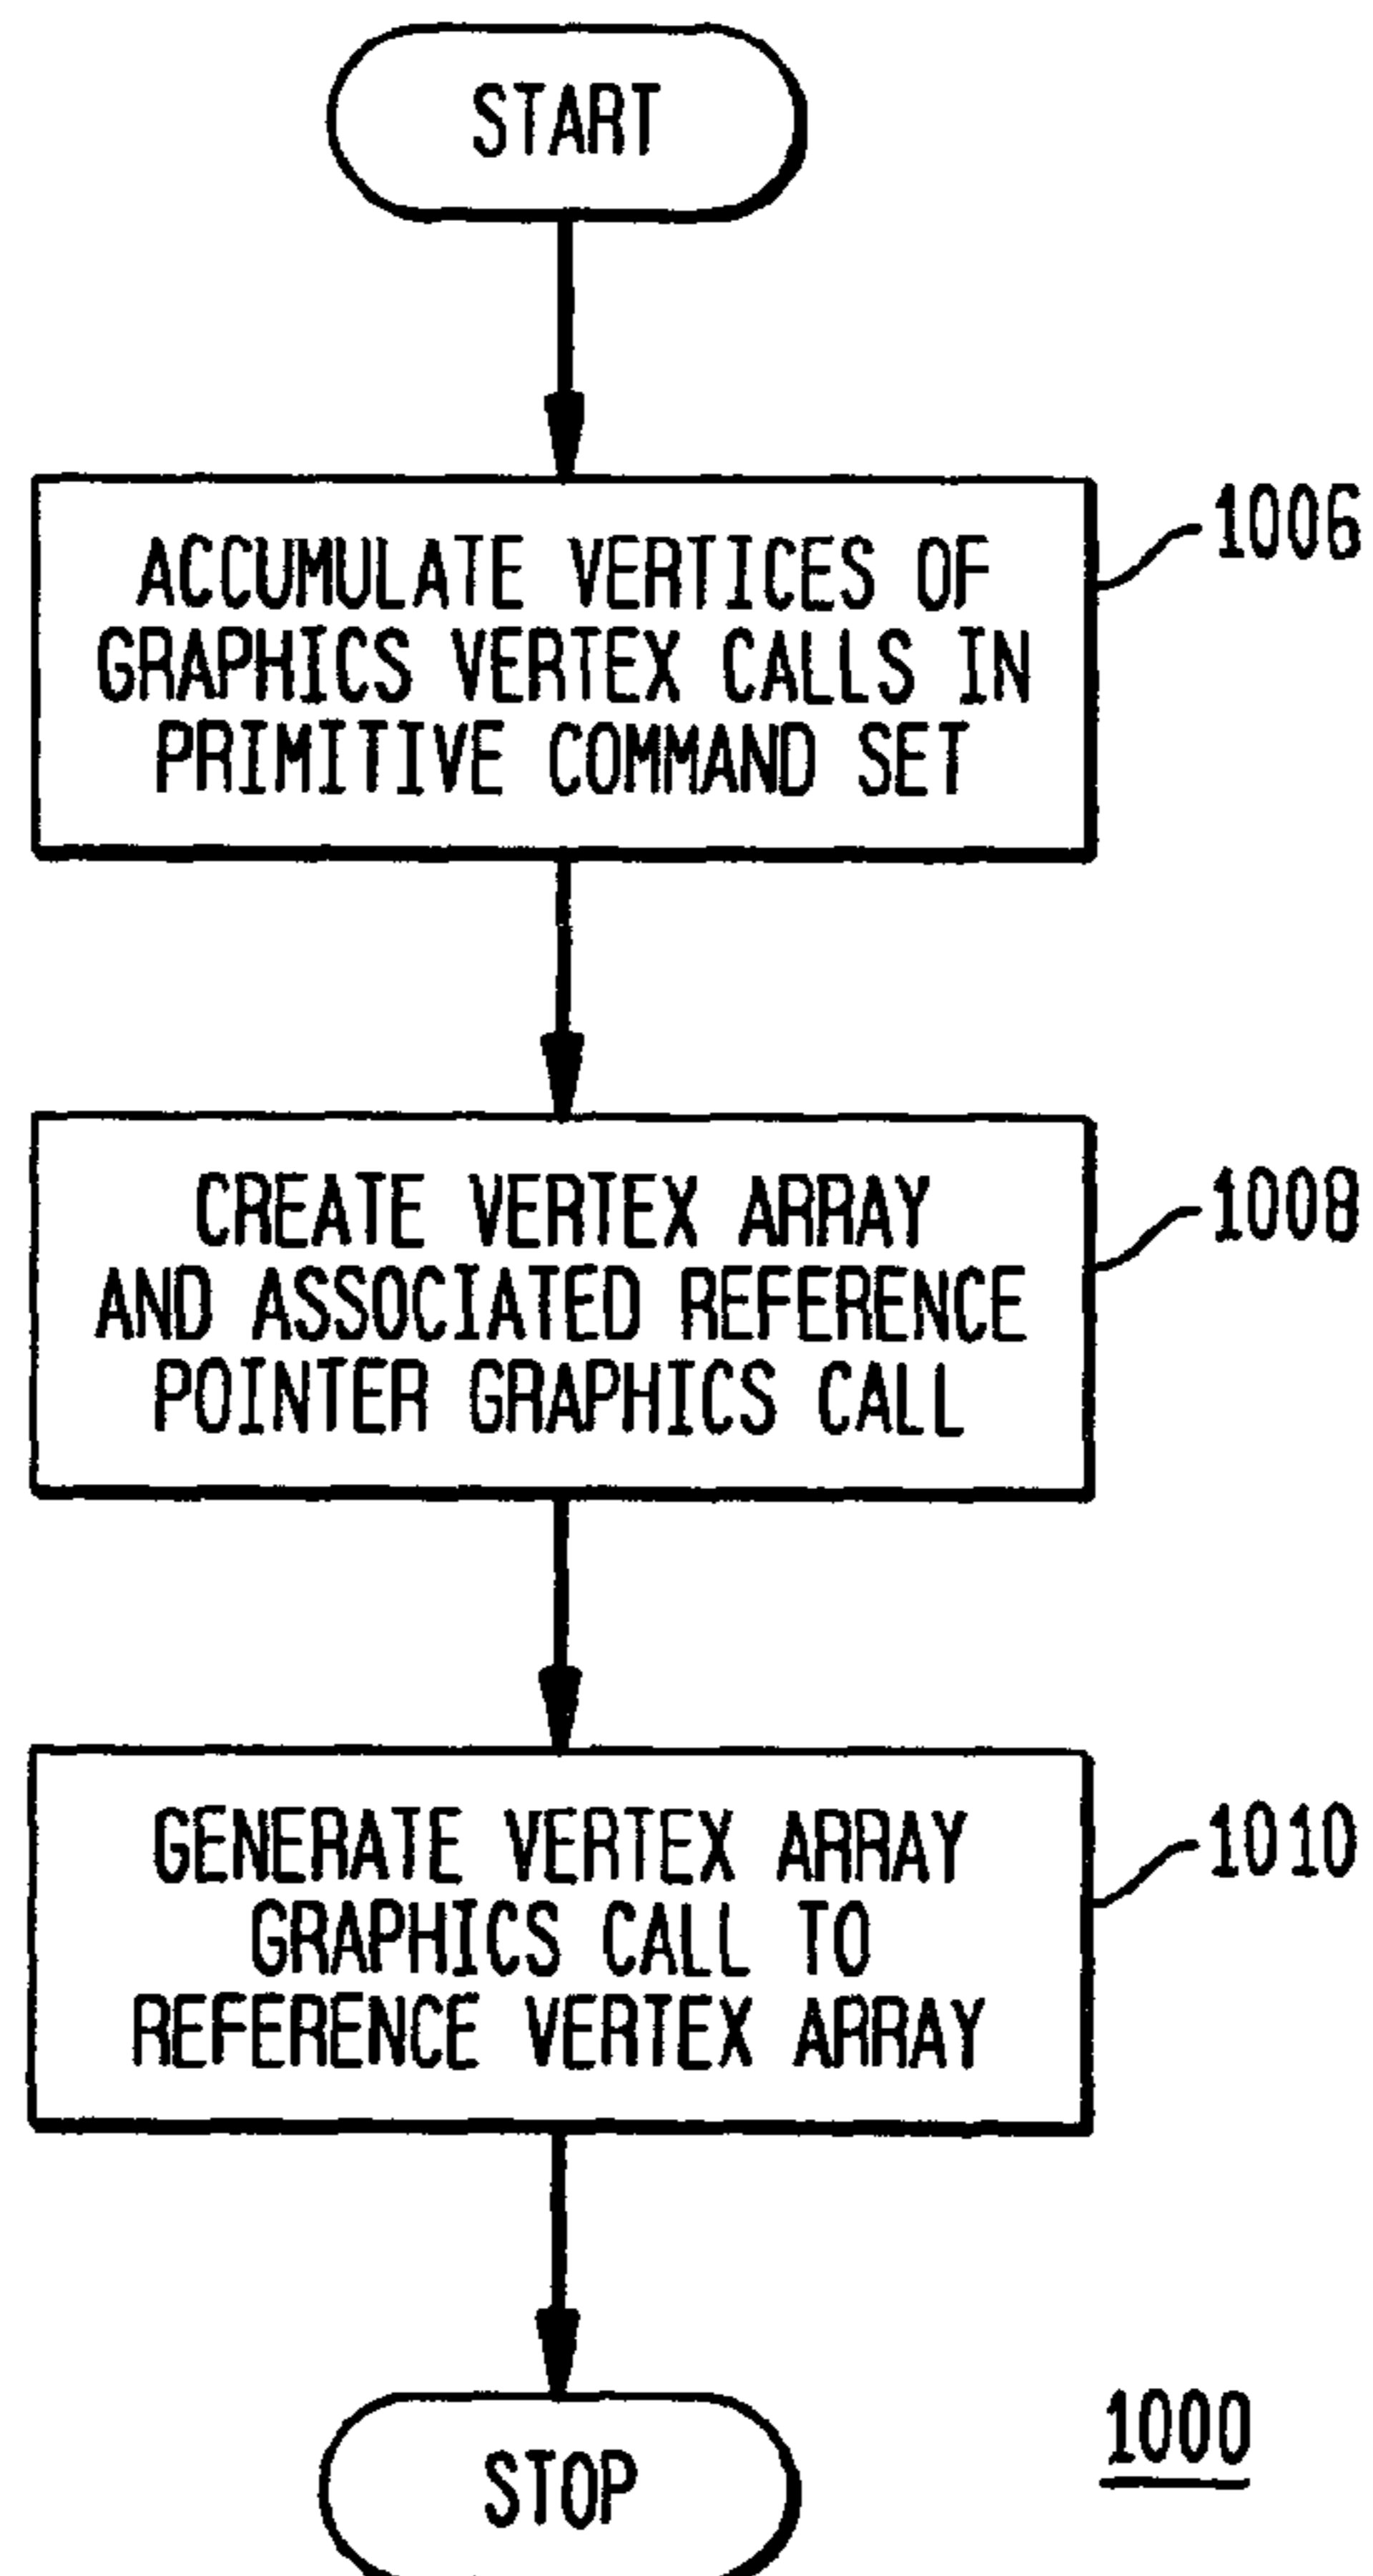 START
ACCUMULATE VERTICES OF
GRAPHICS VERTEX CALLS IN
PRIMITIVE COMMAND SET
1006
CREATE VERTEX ARRAY
AND ASSOCIATED REFERENCE
POINTER GRAPHICS CALL
1008
GENERATE VERTEX ARRAY
GRAPHICS CALL TO
REFERENCE VERTEX ARRAY
1010
STOP
1000